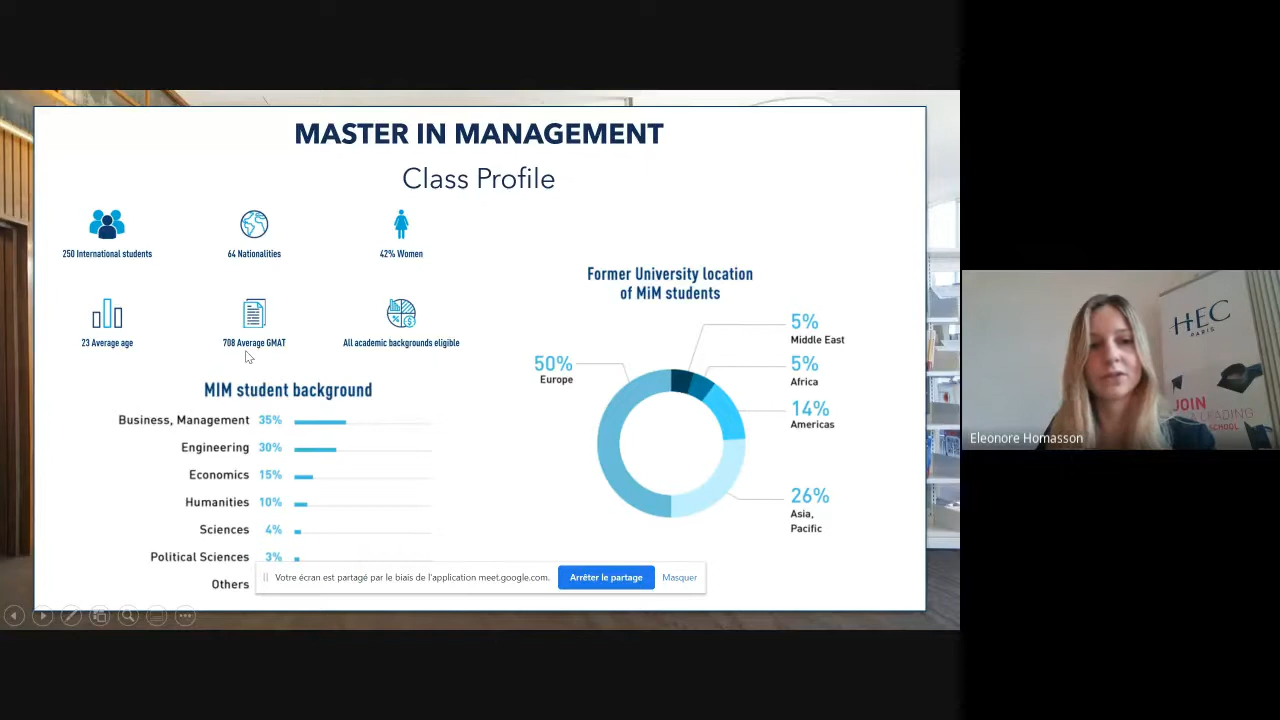 MASTER IN MANAGEMENT
Class Profile
250 International students
64 Nationalities
42% Women
23 Average age
708 Average GMAT
All academic backgrounds eligible
MIM student background
Business, Management 35%
Engineering 30%
Economics 15%
Humanities 10%
Sciences 4%
Political Sciences 3%
Others
Former University location
of MiM students
5%
Middle East
5%
Africa
14%
Americas
26%
Asia,
Pacific
50%
Europe
Votre écran est partagé par le biais de l'application meet.google.com.
Arrêter le partage
Masquer
HEC
PARIS
JOIN
A LEADING
SCHOOL
Eleonore Homasson